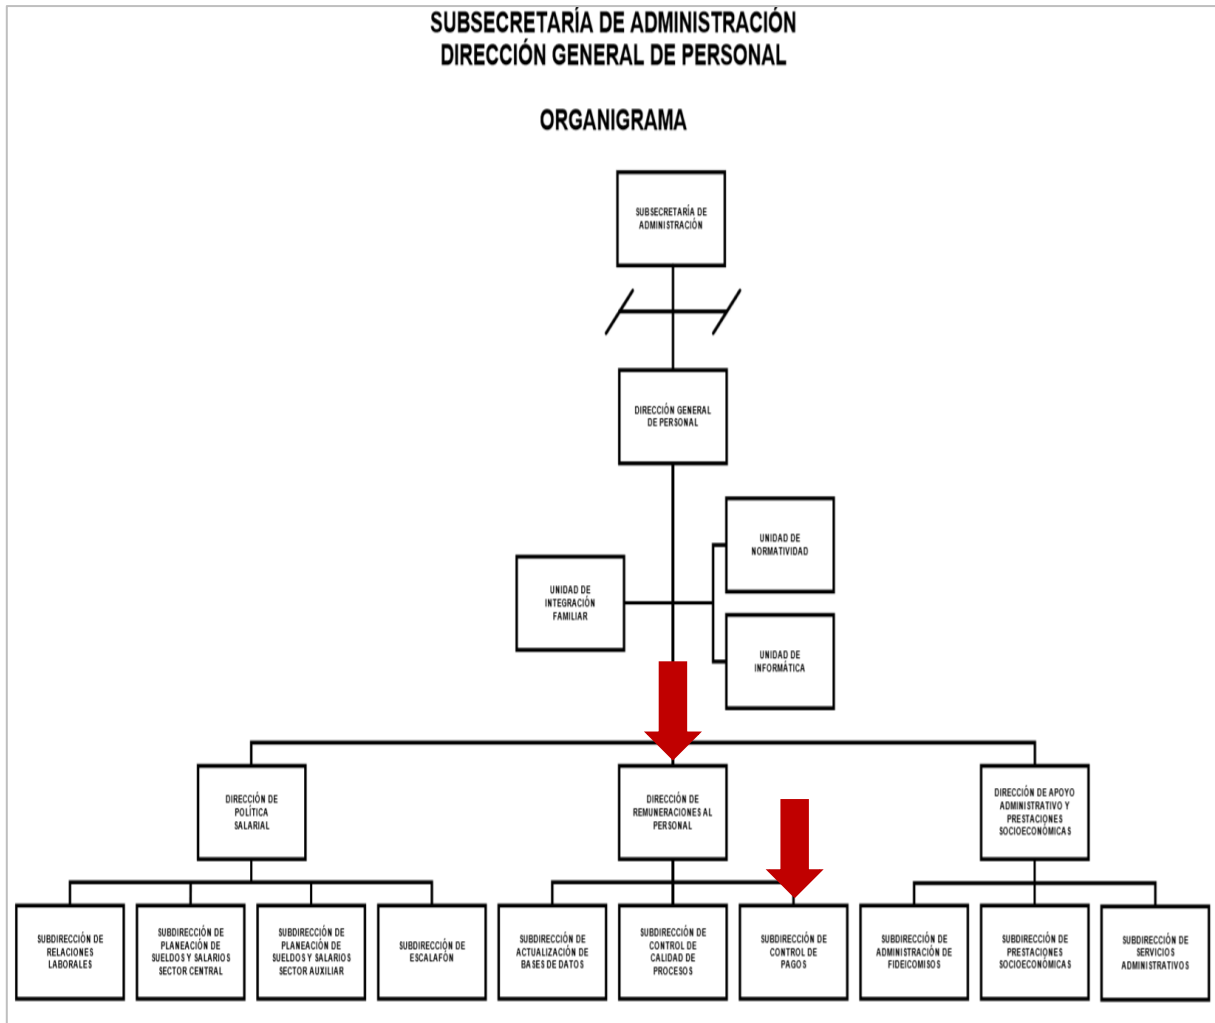 SUBSECRETARÍA DE ADMINISTRACIÓN
DIRECCIÓN GENERAL DE PERSONAL
ORGANIGRAMA
SUBSECRETARÍA DE
ADMINISTRACIÓN
DIRECCIÓN GENERAL
DE PERSONAL
UNIDAD DE
NORMATIVIDAD
UNIDAD DE
INTEGRACIÓN
FAMILIAR
UNIDAD DE
INFORMÁTICA
DIRECCIÓN DE
POLÍTICA
SALARIAL
DIRECCIÓN DE
REMUNERACIONES AL
PERSONAL
DIRECCIÓN DE APOYO
ADMINISTRATIVO Y
PRESTACIONES
SOCIOECONÓMICAS
SUBDIRECCIÓN DE
RELACIONES
LABORALES
SUBDIRECCIÓN DE
PLANEACIÓN DE
SUELDOS Y SALARIOS
SECTOR CENTRAL
SUBDIRECCIÓN DE
PLANEACIÓN DE
SUELDOS Y SALARIOS
SECTOR AUXILIAR
SUBDIRECCIÓN DE
ESCALAFÓN
SUBDIRECCIÓN DE
ACTUALIZACIÓN DE
BASES DE DATOS
SUBDIRECCIÓN DE
CONTROL DE
CALIDAD DE
PROCESOS
SUBDIRECCIÓN DE
CONTROL DE
PAGOS
SUBDIRECCIÓN DE
ADMINISTRACIÓN DE
FIDEICOMISOS
SUBDIRECCIÓN DE
PRESTACIONES
SOCIOECONÓMICAS
SUBDIRECCIÓN DE
SERVICIOS
ADMINISTRATIVOS